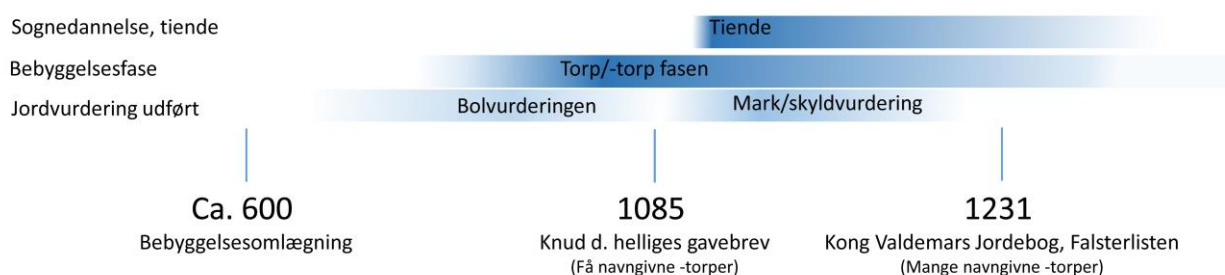 Sognedannelse, tiende
Tiende
Bebyggelsesfase
Torp/-torp fasen
Jordvurdering udført
Bolvurderingen
Mark/skyldvurdering
Ca. 600
1085
1231
Bebyggelsesomlægning
Knud d. helliges gavebrev
Kong Valdemars Jordebog, Falsterlisten
(Få navngivne -torper)
(Mange navngivne -torper)